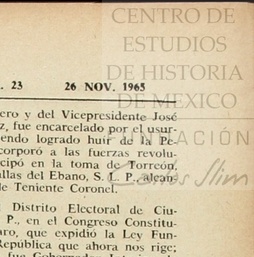 CENTRO DE
ESTUDIOS
DE HISTORIA
DE MEXICO
. 23 26 NOV. 1965
ero y del Vicepresidente José
z, fue encarcelado por el usur-
endo logrado huir de la Pe-
corporó a las fuerzas revolu-
cipó en la toma de Torreón,
allas del Ebano, S. L. P., alcan-
de Teniente Coronel.
Distrito Electoral de Ciu-
P., en el Congreso Constitu-
aro, que expidió la Ley Fun-
República que ahora nos rige;
Carlos Slim